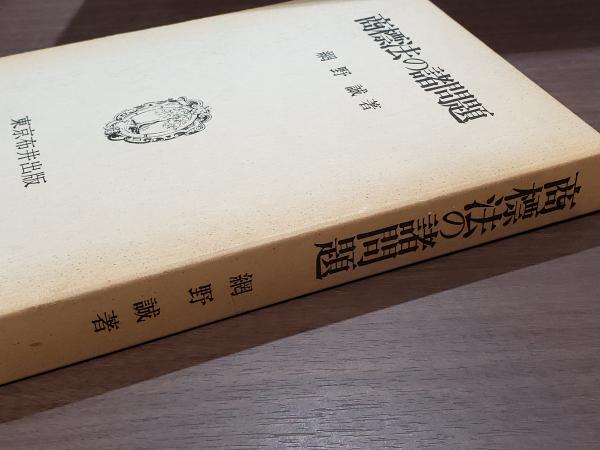 商標法の諸問題
網野誠著
東京布井出版
商標法の諸問題
網野誠著